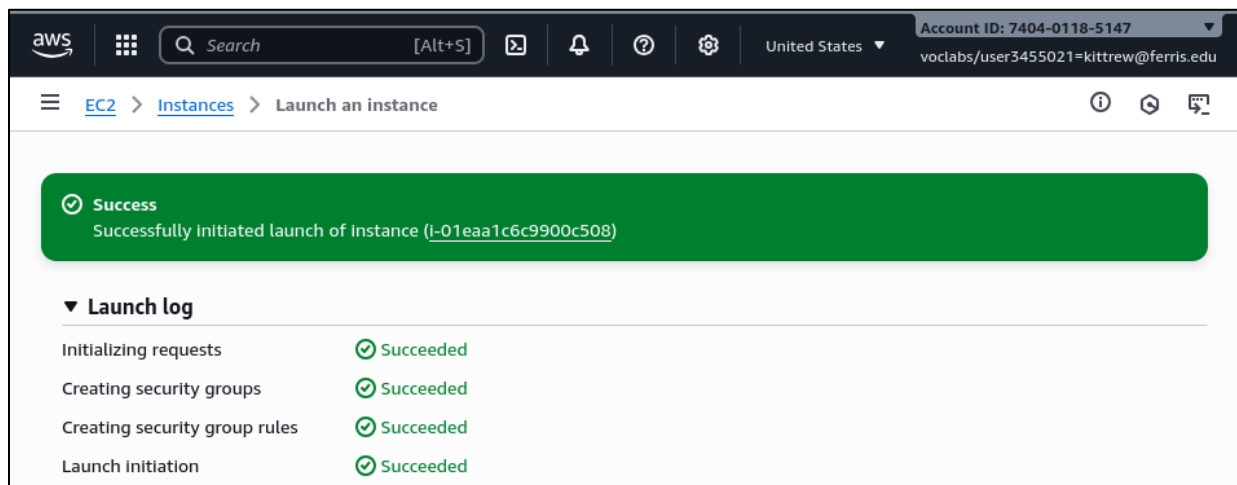 aws Search [Alt+S] United States Account ID: 7404-0118-5147
voclabs/user3455021=kittrew@ferris.edu
EC2 > Instances > Launch an instance
Success
Successfully initiated launch of instance (i-01eaa1c6c9900c508)
Launch log
Initializing requests Succeeded
Creating security groups Succeeded
Creating security group rules Succeeded
Launch initiation Succeeded